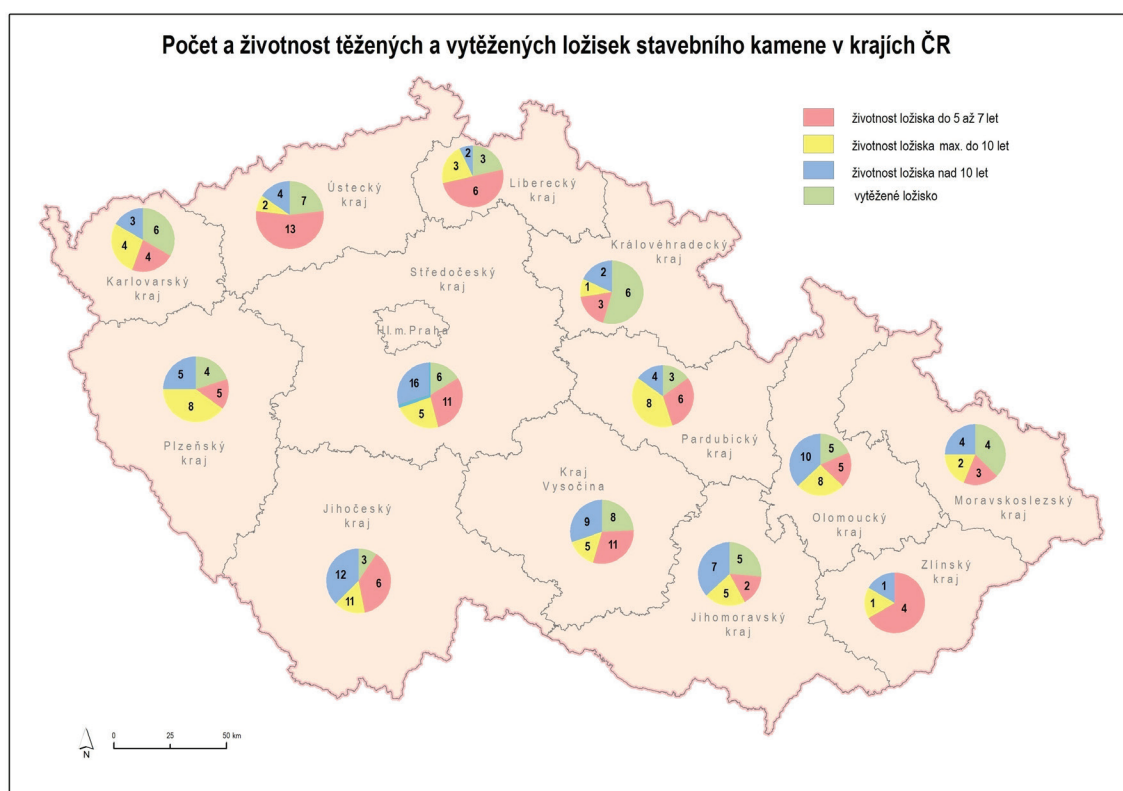 Počet a životnost těžených a vytěžených ložisek stavebního kamene v krajích ČR
životnost ložiska do 5 až 7 let
životnost ložiska max. do 10 let
životnost ložiska nad 10 let
vytěžené ložisko
2
3
3
6
Liberecký
kraj
Ústecký
kraj
4
7
2
13
3
6
4
4
Karlovarský
kraj
Královéhradecký
kraj
2
1
6
3
Středočeský
kraj
Hl.m.Praha
16
6
11
5
5
4
5
8
Plzeňský
kraj
4
3
8
6
Pardubický
kraj
10
5
5
8
Olomoucký
kraj
4
4
2
3
Moravskoslezský
kraj
Kraj
Vysočina
9
8
5
11
Jihočeský
kraj
3
12
6
11
7
5
2
5
Jihomoravský
kraj
Zlínský
kraj
1
1
4
N
0
25
50 km